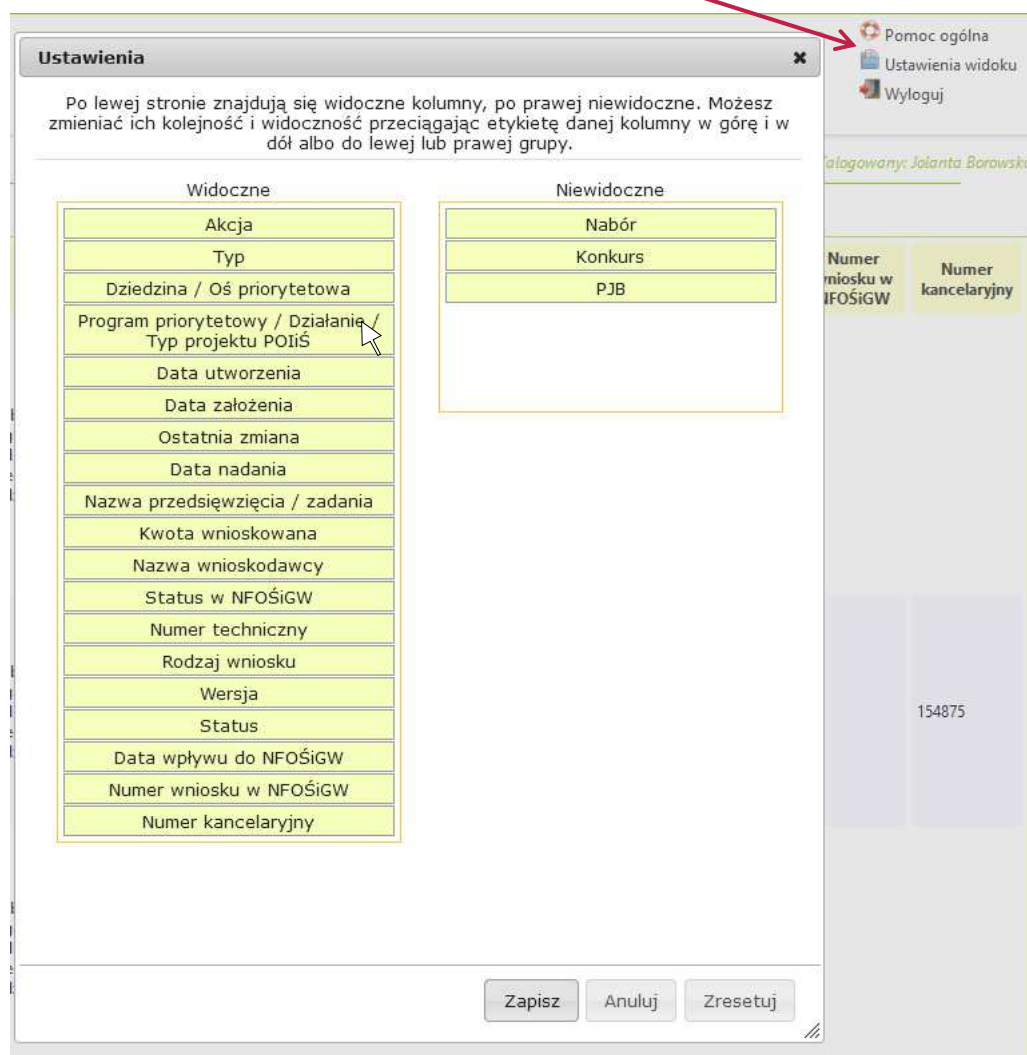 Pomoc ogólna
Ustawienia widoku
Wyloguj
Jolanta
Ustawienia
Po lewej stronie znajdują się widoczne kolumny, po prawej niewidoczne. Możesz
zmieniać ich kolejność i widoczność przeciągając etykietę danej kolumny w górę i w
dół albo do lewej lub prawej grupy.
Widoczne
Akcja
Typ
Dziedzina / Oś priorytetowa
Program priorytetowy / Działanie /
Typ projektu POIiŚ
Data utworzenia
Data założenia
Ostatnia zmiana
Data nadania
Nazwa przedsięwzięcia / zadania
Kwota wnioskowana
Nazwa wnioskodawcy
Status w NFOŚiGW
Numer techniczny
Rodzaj wniosku
Wersja
Status
Data wpływu do NFOŚiGW
Numer wniosku w NFOŚiGW
Numer kancelaryjny
Niewidoczne
Nabór
Konkurs
PJB
Numer
w
Numer
kancelaryjny
154875
Zapisz
Anuluj
Zresetuj